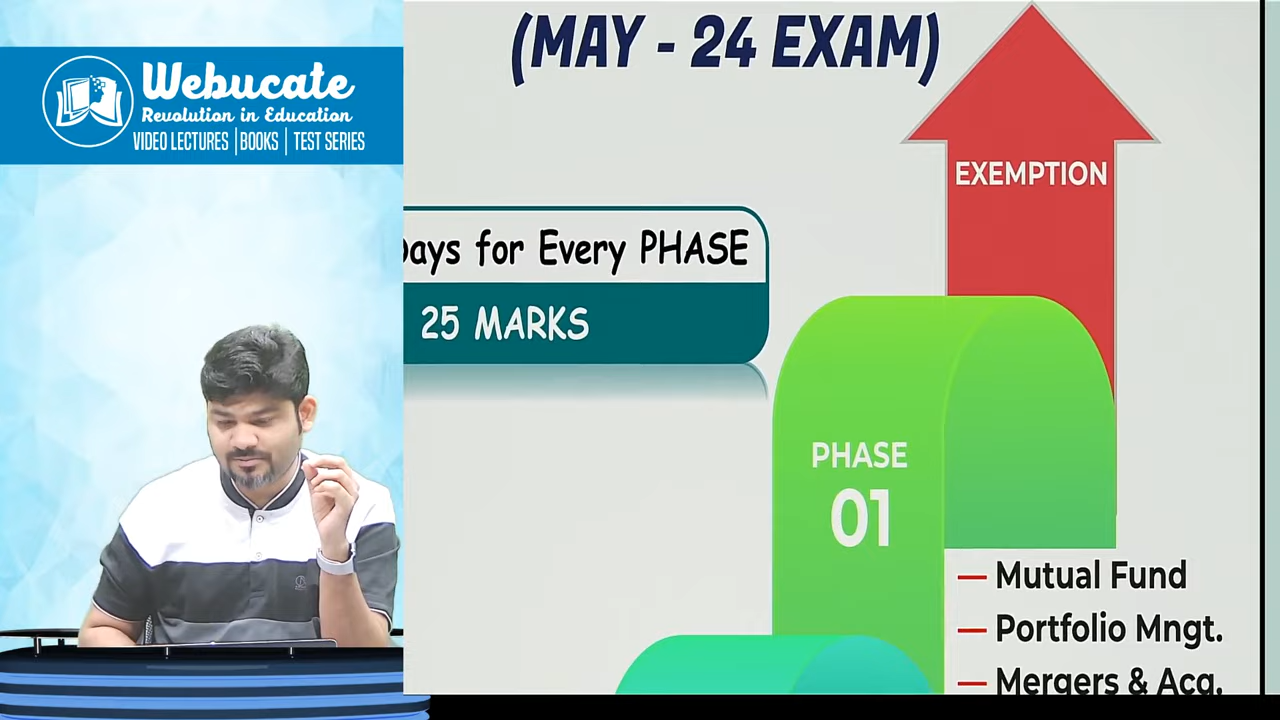 Webucate
Revolution in Education
VIDEO LECTURES | BOOKS | TEST SERIES
(MAY - 24 EXAM)
EXEMPTION
for Every PHASE
25 MARKS
PHASE
01
— Mutual Fund
— Portfolio Mngt.
— Mergers & Acq.